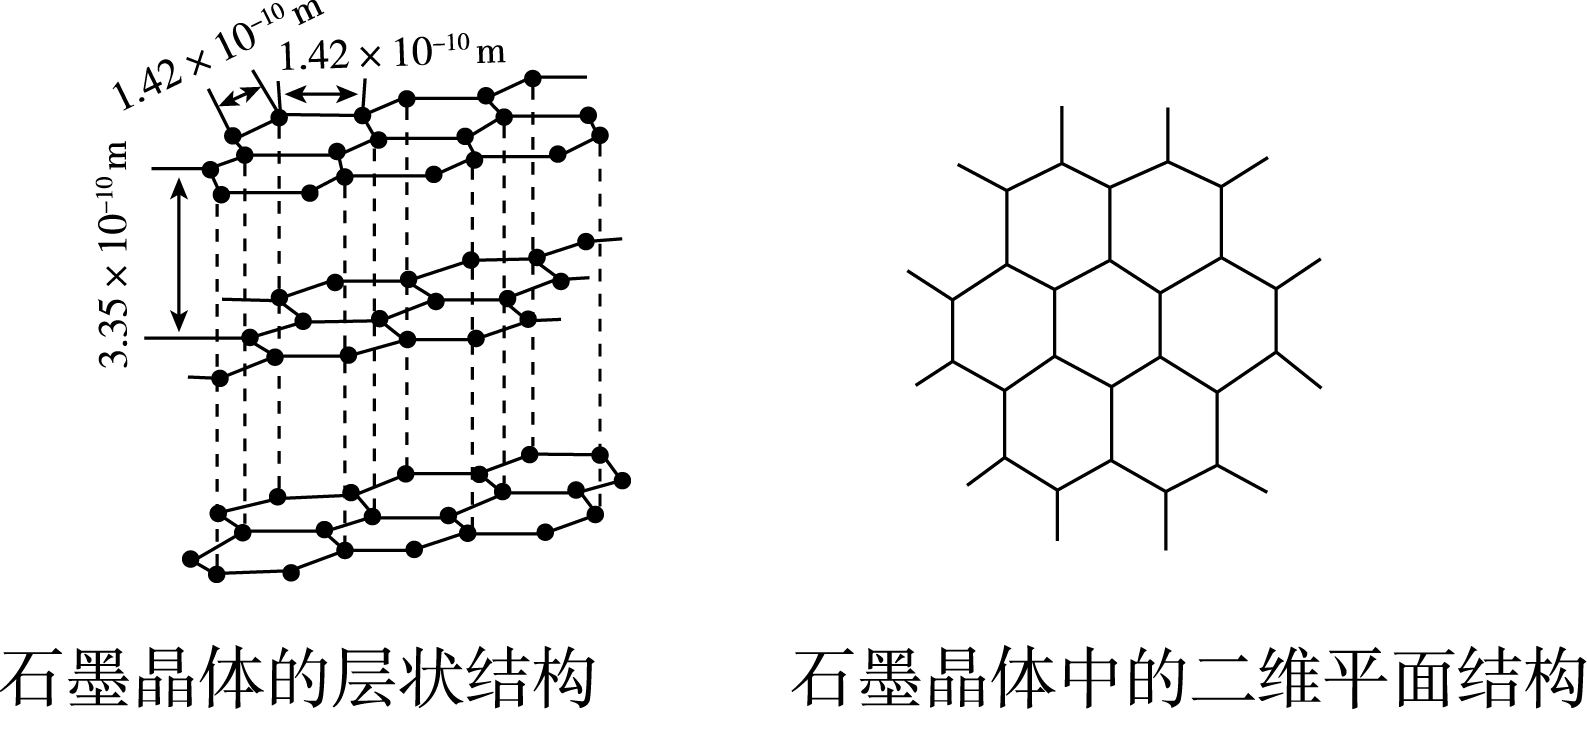 1.42 × 10⁻¹⁰ m
1.42 × 10⁻¹⁰ m
3.35 × 10⁻¹⁰ m
石墨晶体的层状结构
石墨晶体中的二维平面结构